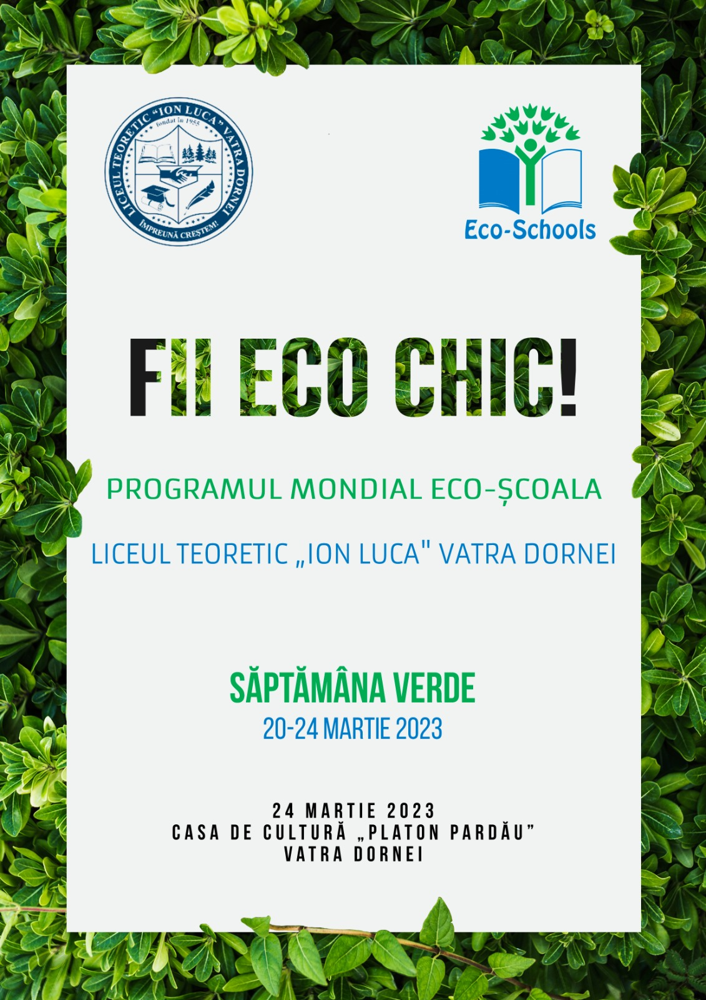 LICEUL TEORETIC "ION LUCA" VATRA DORNEI
fondat în 1955
ÎMPREUNĂ CREȘTEM!
Eco-Schools
FII ECO CHIC!
PROGRAMUL MONDIAL ECO-ȘCOALA
LICEUL TEORETIC „ION LUCA" VATRA DORNEI
SĂPTĂMÂNA VERDE
20-24 MARTIE 2023
24 MARTIE 2023
CASA DE CULTURĂ „PLATON PARDĂU”
VATRA DORNEI